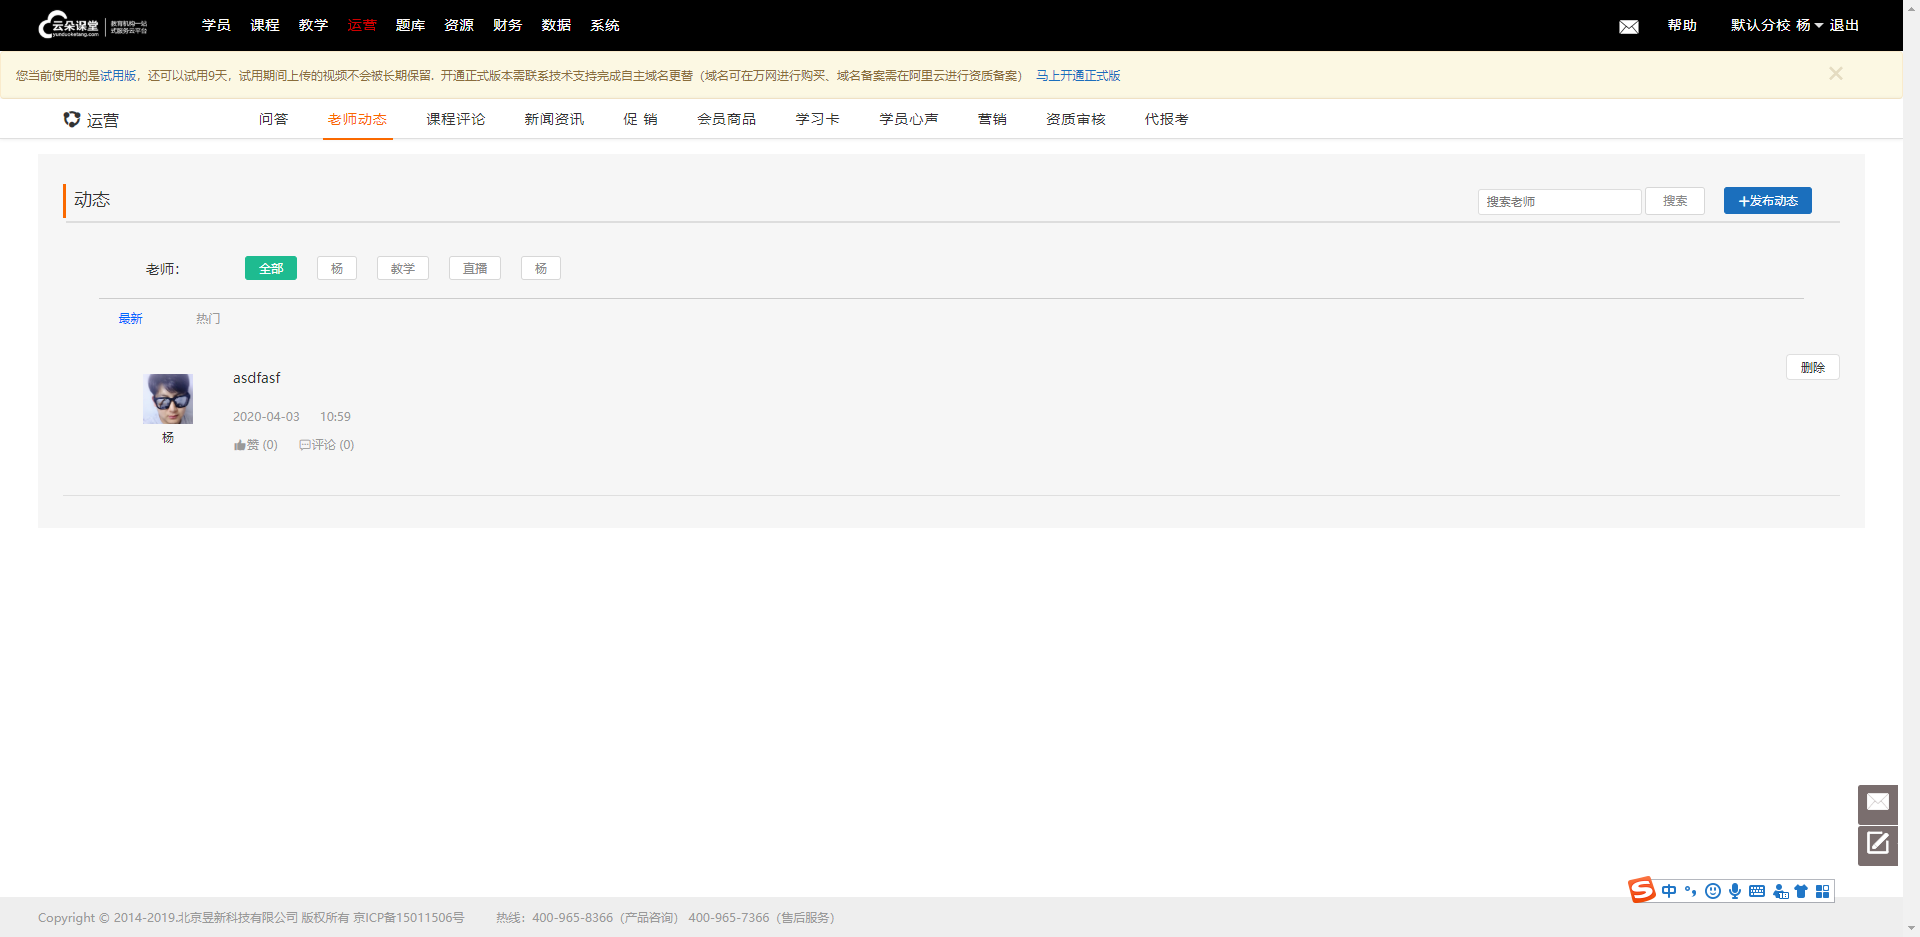 云朵课堂 yunduoketang.com 教育机构一站式服务云平台
学员 课程 教学 运营 题库 资源 财务 数据 系统 帮助 默认分校 杨 退出
您当前使用的是试用版，还可以试用9天，试用期间上传的视频不会被长期保留. 开通正式版本需联系技术支持完成自主域名更替（域名可在万网进行购买、域名备案需在阿里云进行资质备案） 马上开通正式版
运营 问答 老师动态 课程评论 新闻资讯 促 销 会员商品 学习卡 学员心声 营销 资质审核 代报考
动态 搜索老师 搜索 +发布动态
老师： 全部 杨 教学 直播 杨
最新 热门
删除
asdfasf
2020-04-03 10:59
杨
赞 (0) 评论 (0)
中
Copyright © 2014-2019.北京昱新科技有限公司 版权所有 京ICP备15011506号 热线：400-965-8366（产品咨询） 400-965-7366（售后服务）